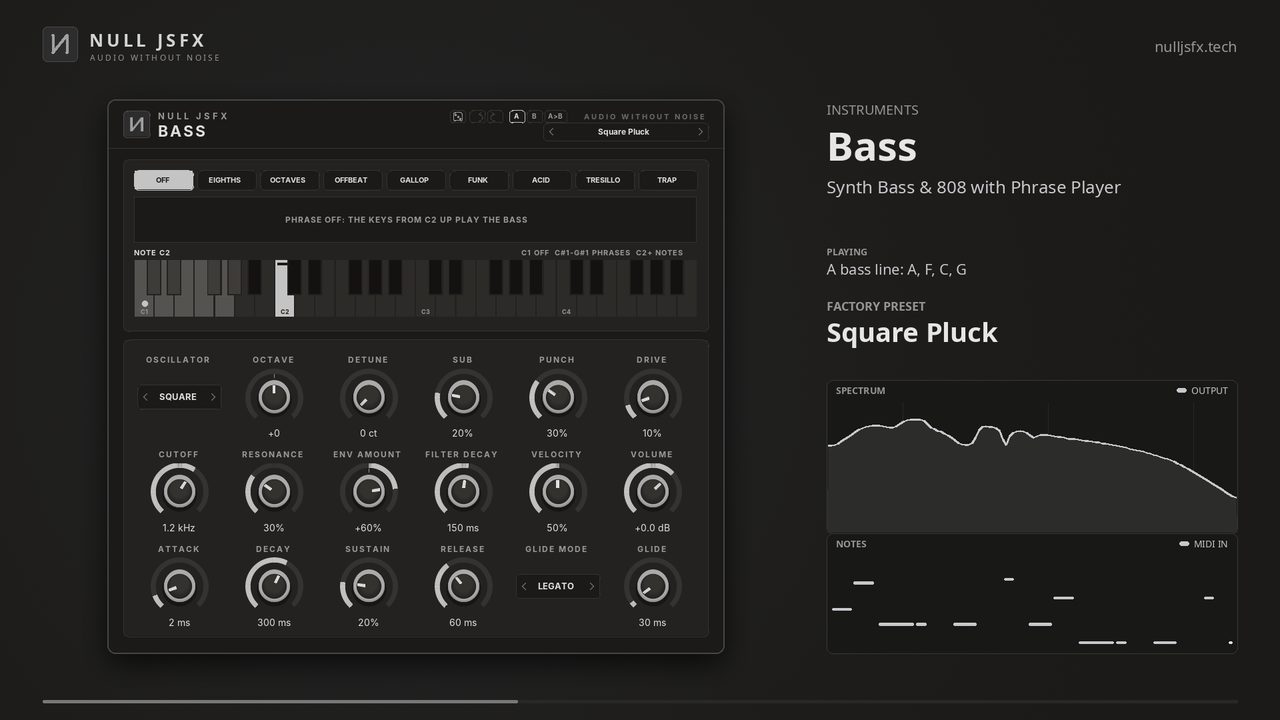 NULL JSFX
AUDIO WITHOUT NOISE
nulljsfx.tech
NULL JSFX
BASS
A B A>B AUDIO WITHOUT NOISE
Square Pluck
OFF EIGHTHS OCTAVES OFFBEAT GALLOP FUNK ACID TRESILLO TRAP
PHRASE OFF: THE KEYS FROM C2 UP PLAY THE BASS
NOTE C2 C1 OFF C#1-G#1 PHRASES C2+ NOTES
C1 C2 C3 C4
OSCILLATOR OCTAVE DETUNE SUB PUNCH DRIVE
SQUARE
+0 0 ct 20% 30% 10%
CUTOFF RESONANCE ENV AMOUNT FILTER DECAY VELOCITY VOLUME
1.2 kHz 30% +60% 150 ms 50% +0.0 dB
ATTACK DECAY SUSTAIN RELEASE GLIDE MODE GLIDE
LEGATO
2 ms 300 ms 20% 60 ms 30 ms
INSTRUMENTS
Bass
Synth Bass & 808 with Phrase Player
PLAYING
A bass line: A, F, C, G
FACTORY PRESET
Square Pluck
SPECTRUM OUTPUT
NOTES MIDI IN